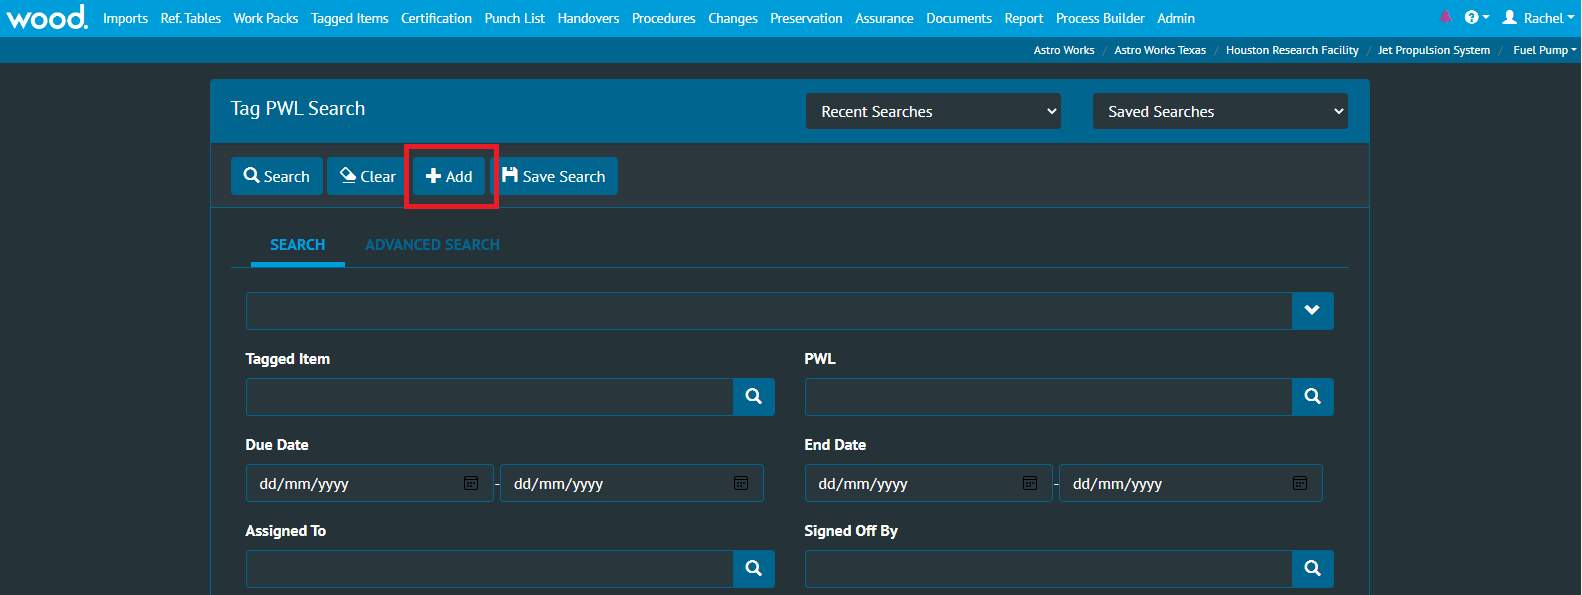 wood. Imports Ref. Tables Work Packs Tagged Items Certification Punch List Handovers Procedures Changes Preservation Assurance Documents Report Process Builder Admin ? Rachel
Astro Works / Astro Works Texas / Houston Research Facility / Jet Propulsion System / Fuel Pump
Tag PWL Search Recent Searches Saved Searches
Search Clear Add Save Search
SEARCH ADVANCED SEARCH
Tagged Item PWL
Due Date End Date
dd/mm/yyyy - dd/mm/yyyy dd/mm/yyyy - dd/mm/yyyy
Assigned To Signed Off By